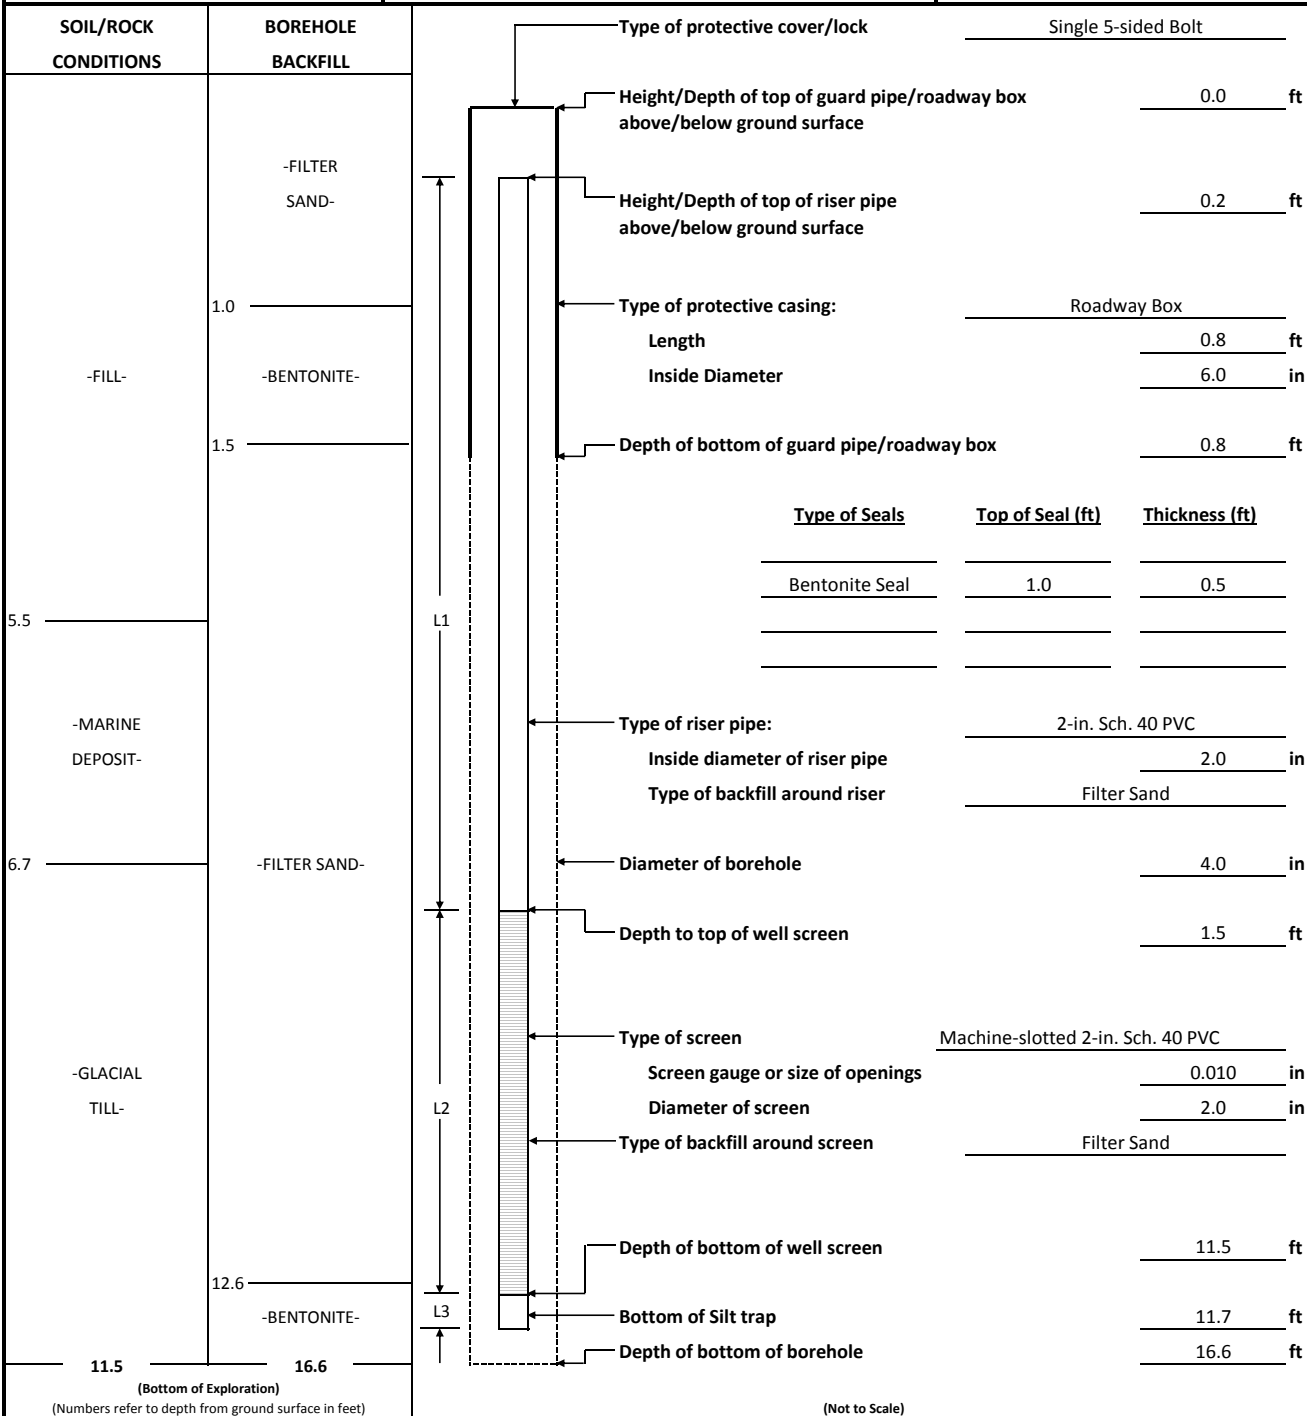 SOIL/ROCK
CONDITIONS
BOREHOLE
BACKFILL
Type of protective cover/lock Single 5-sided Bolt
Height/Depth of top of guard pipe/roadway box 0.0 ft
above/below ground surface
-FILTER
SAND-
Height/Depth of top of riser pipe 0.2 ft
above/below ground surface
1.0
Type of protective casing: Roadway Box
Length 0.8 ft
-FILL- -BENTONITE- Inside Diameter 6.0 in
1.5 Depth of bottom of guard pipe/roadway box 0.8 ft
Type of Seals Top of Seal (ft) Thickness (ft)
Bentonite Seal 1.0 0.5
5.5 L1
-MARINE
DEPOSIT-
Type of riser pipe: 2-in. Sch. 40 PVC
Inside diameter of riser pipe 2.0 in
Type of backfill around riser Filter Sand
6.7 -FILTER SAND- Diameter of borehole 4.0 in
Depth to top of well screen 1.5 ft
Type of screen Machine-slotted 2-in. Sch. 40 PVC
-GLACIAL
TILL-
Screen gauge or size of openings 0.010 in
L2 Diameter of screen 2.0 in
Type of backfill around screen Filter Sand
Depth of bottom of well screen 11.5 ft
12.6
-BENTONITE- L3 Bottom of Silt trap 11.7 ft
Depth of bottom of borehole 16.6 ft
11.5 16.6
(Bottom of Exploration)
(Numbers refer to depth from ground surface in feet) (Not to Scale)